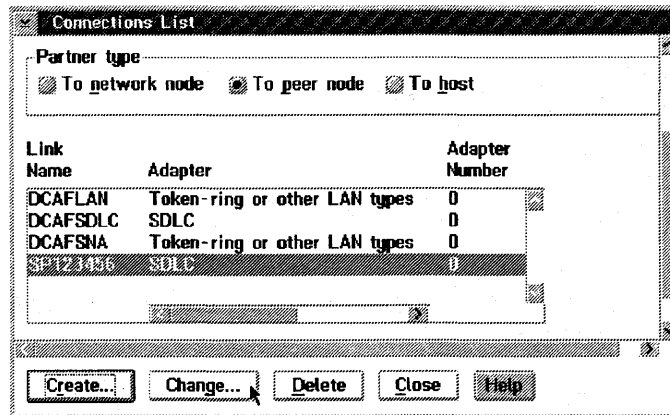 Connections List
Partner type
To network node To peer node To host
Link
Name Adapter Adapter
Number
DCAFLAN Token-ring or other LAN types 0
DCAFSDLC SDLC 0
DCAFSNA Token-ring or other LAN types 0
SP123456 SDLC 0
Create... Change... Delete Close Help